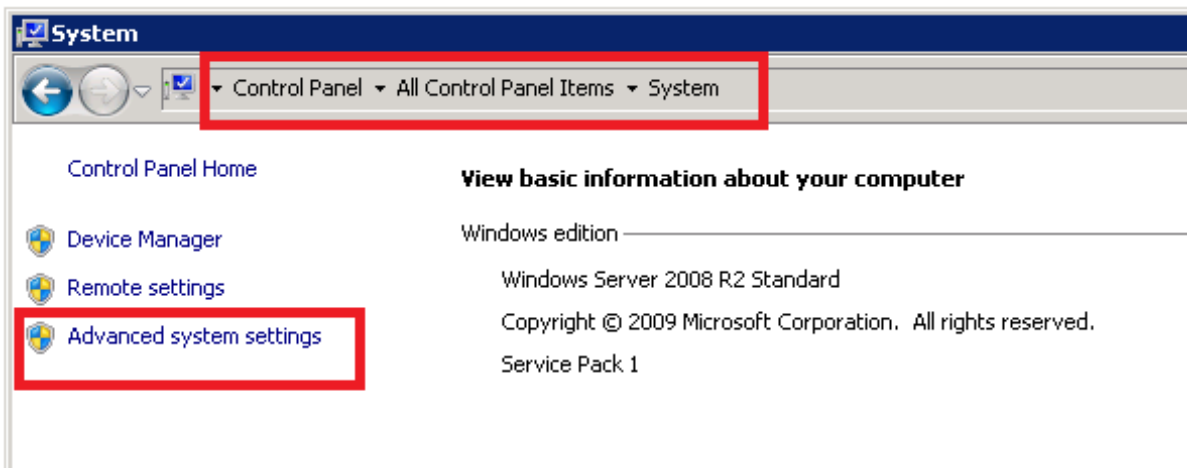 System
Control Panel All Control Panel Items System
Control Panel Home
Device Manager
Remote settings
Advanced system settings
View basic information about your computer
Windows edition
Windows Server 2008 R2 Standard
Copyright © 2009 Microsoft Corporation. All rights reserved.
Service Pack 1